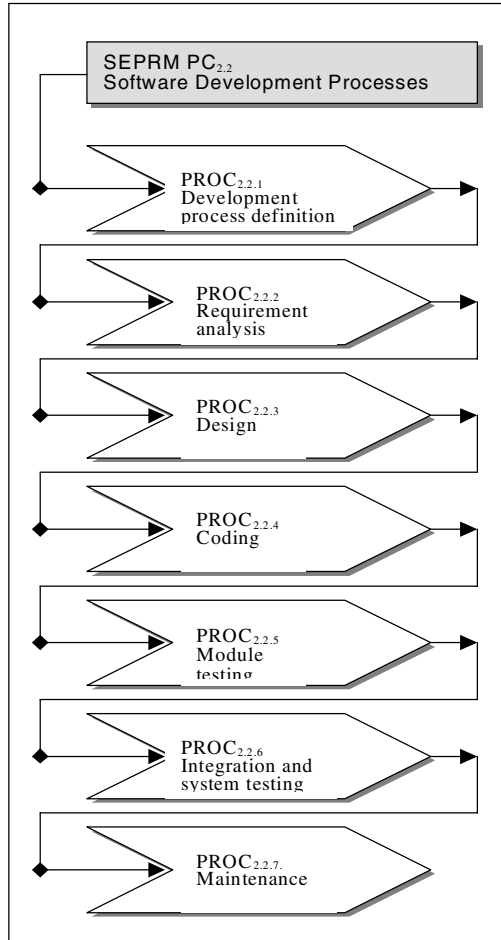 SEPRM PC2.2
Software Development Processes
PROC2.2.1
Development
process definition
PROC2.2.2
Requirement
analysis
PROC2.2.3
Design
PROC2.2.4
Coding
PROC2.2.5
Module
testing
PROC2.2.6
Integration and
system testing
PROC2.2.7.
Maintenance